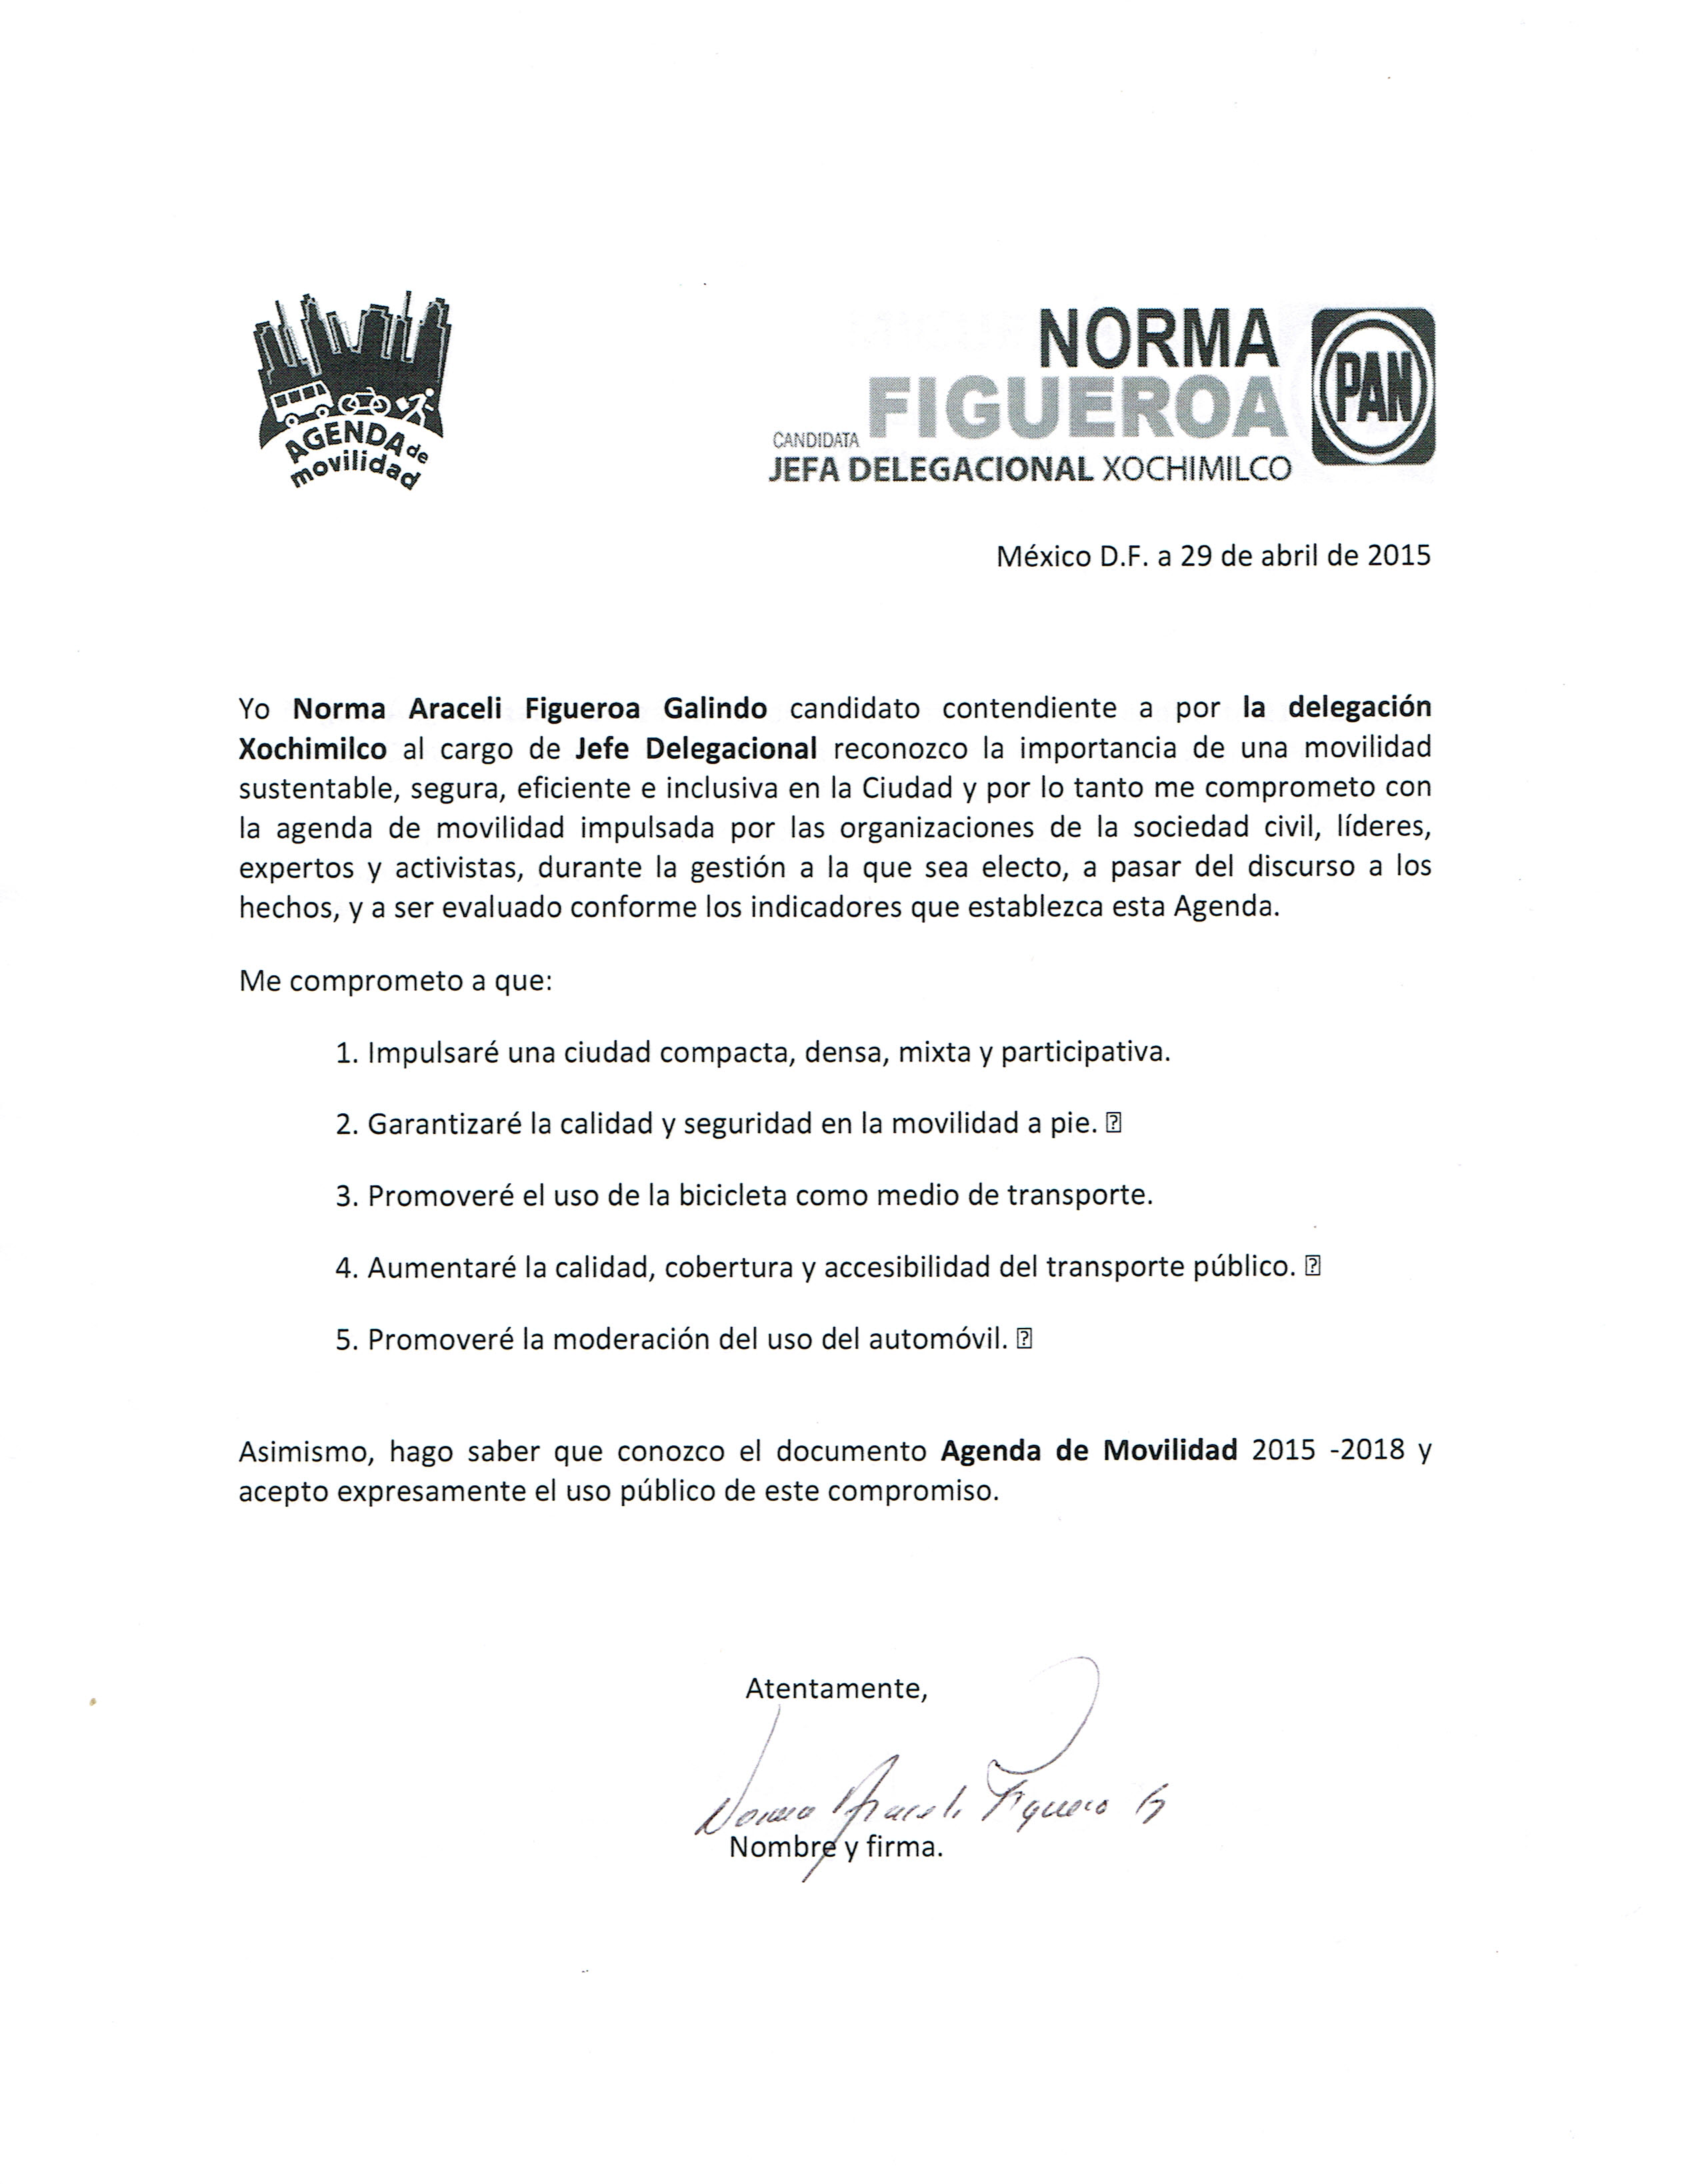 AGENDA de
movilidad
NORMA
FIGUEROA
CANDIDATA
JEFA DELEGACIONAL XOCHIMILCO
PAN
México D.F. a 29 de abril de 2015
Yo Norma Araceli Figueroa Galindo candidato contendiente a por la delegación
Xochimilco al cargo de Jefe Delegacional reconozco la importancia de una movilidad
sustentable, segura, eficiente e inclusiva en la Ciudad y por lo tanto me comprometo con
la agenda de movilidad impulsada por las organizaciones de la sociedad civil, líderes,
expertos y activistas, durante la gestión a la que sea electo, a pasar del discurso a los
hechos, y a ser evaluado conforme los indicadores que establezca esta Agenda.
Me comprometo a que:
1. Impulsaré una ciudad compacta, densa, mixta y participativa.
2. Garantizaré la calidad y seguridad en la movilidad a pie. ⍰
3. Promoveré el uso de la bicicleta como medio de transporte.
4. Aumentaré la calidad, cobertura y accesibilidad del transporte público. ⍰
5. Promoveré la moderación del uso del automóvil. ⍰
Asimismo, hago saber que conozco el documento Agenda de Movilidad 2015 -2018 y
acepto expresamente el uso público de este compromiso.
Atentamente,
Norma Araceli Figueroa G
Nombre y firma.